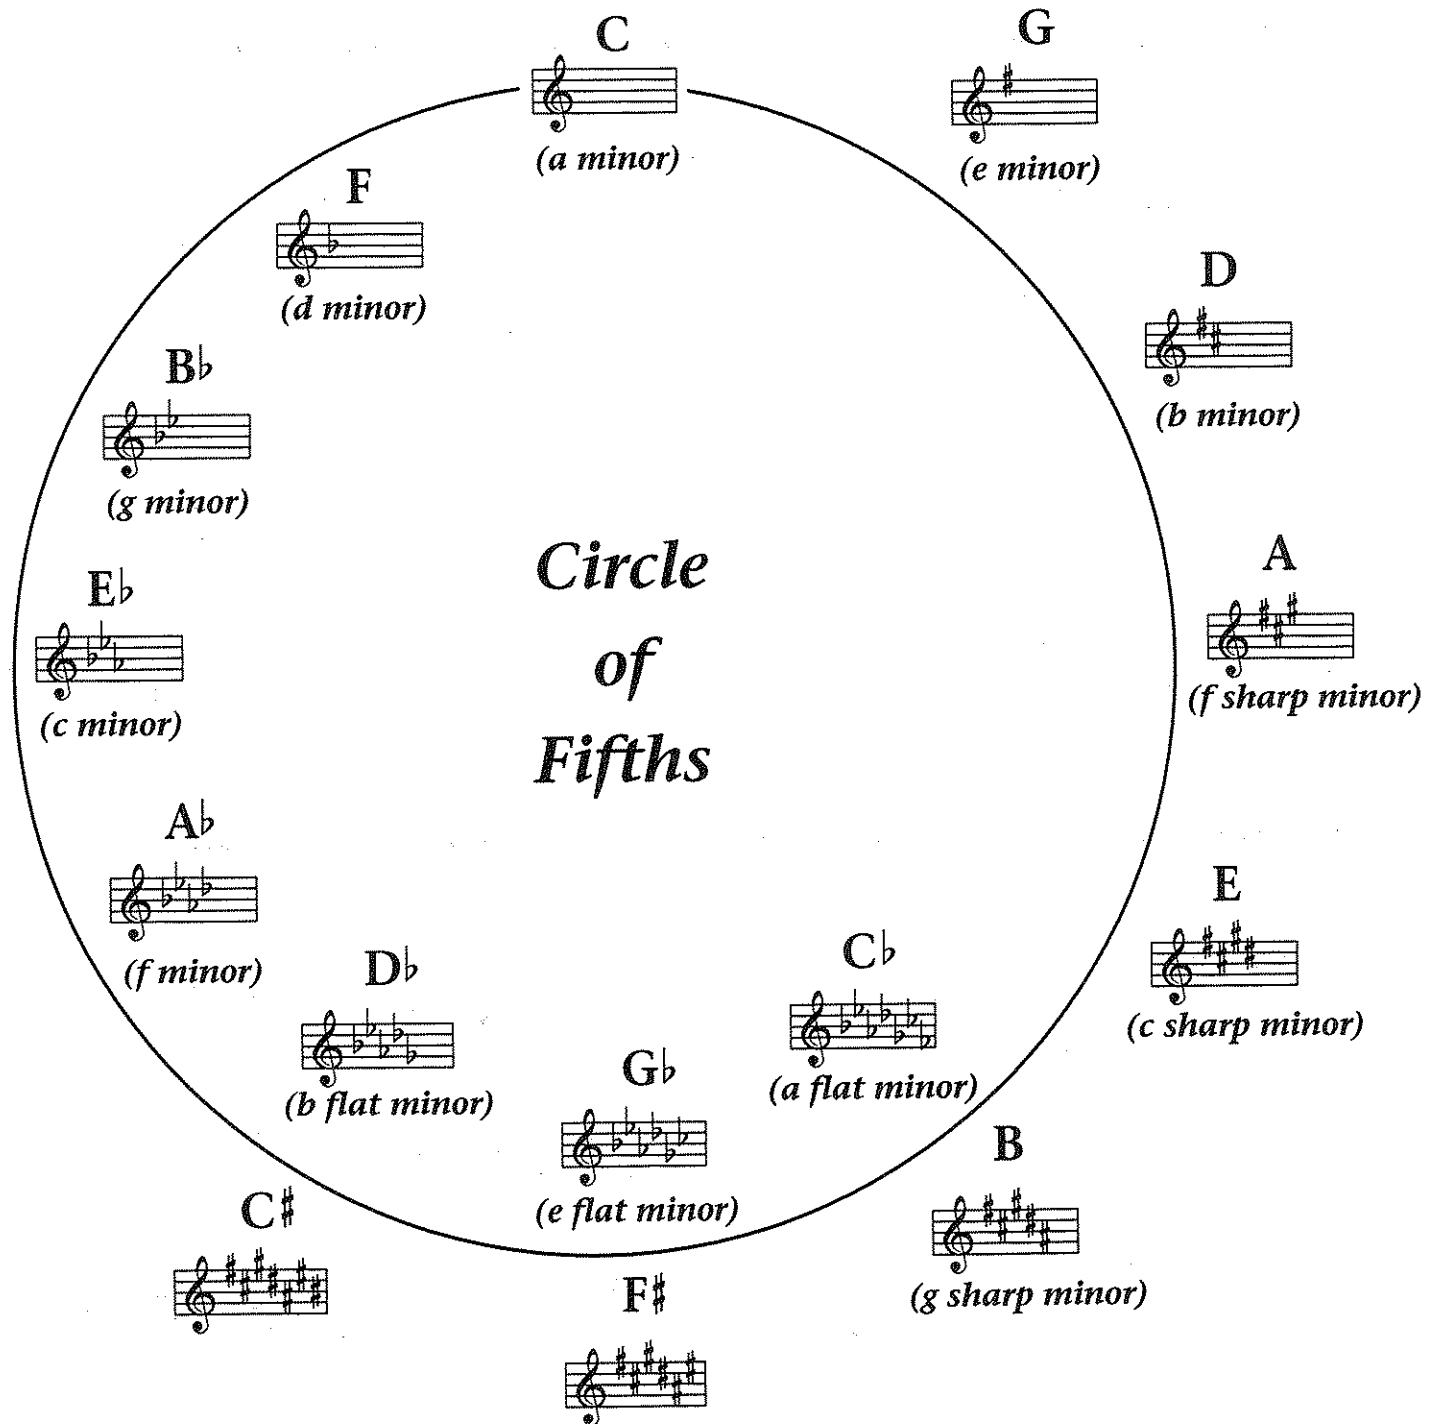 C
(a minor)
G
(e minor)
D
(b minor)
A
(f sharp minor)
E
(c sharp minor)
B
(g sharp minor)
F♯
C♯
F
(d minor)
B♭
(g minor)
E♭
(c minor)
A♭
(f minor)
D♭
(b flat minor)
G♭
(e flat minor)
C♭
(a flat minor)
Circle
of
Fifths